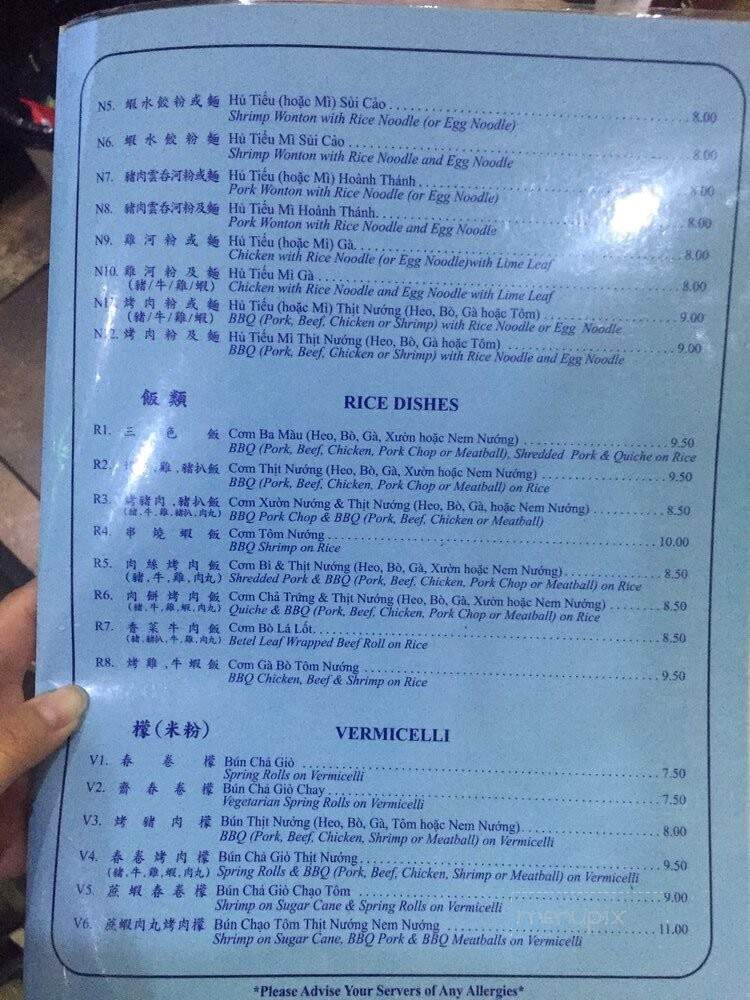 N5. 蝦水餃粉或麵 Hủ Tiếu (hoặc Mì) Sủi Cảo 8.00
Shrimp Wonton with Rice Noodle (or Egg Noodle)
N6. 蝦水餃粉麵 Hủ Tiếu Mì Sủi Cảo 8.00
Shrimp Wonton with Rice Noodle and Egg Noodle
N7. 豬肉雲吞河粉或麵 Hủ Tiếu (hoặc Mì) Hoành Thánh 8.00
Pork Wonton with Rice Noodle (or Egg Noodle)
N8. 豬肉雲吞河粉及麵 Hủ Tiếu Mì Hoành Thánh 8.00
Pork Wonton with Rice Noodle and Egg Noodle
N9. 雞河粉或麵 Hủ Tiếu (hoặc Mì) Gà 8.00
Chicken with Rice Noodle (or Egg Noodle)with Lime Leaf
N10. 雞河粉及麵 Hủ Tiếu Mì Gà 8.00
(豬/牛/雞/蝦) Chicken with Rice Noodle and Egg Noodle with Lime Leaf
N11. 烤肉粉或麵 Hủ Tiếu (hoặc Mì) Thịt Nướng (Heo, Bò, Gà hoặc Tôm) 9.00
(豬/牛/雞/蝦) BBQ (Pork, Beef, Chicken or Shrimp) with Rice Noodle or Egg Noodle
N12. 烤肉粉及麵 Hủ Tiếu Mì Thịt Nướng (Heo, Bò, Gà hoặc Tôm) 9.00
BBQ (Pork, Beef, Chicken or Shrimp) with Rice Noodle and Egg Noodle
飯類 RICE DISHES
R1. 三色飯 Cơm Ba Mầu (Heo, Bò, Gà, Xườn hoặc Nem Nướng) 9.50
BBQ (Pork, Beef, Chicken, Pork Chop or Meatball), Shredded Pork & Quiche on Rice
R2. 雞,豬扒飯 Cơm Thịt Nướng (Heo, Bò, Gà, Xườn hoặc Nem Nướng) 9.50
BBQ (Pork, Beef, Chicken, Pork Chop or Meatball) on Rice
R3. 烤豬肉,豬扒飯 Cơm Xườn Nướng & Thịt Nướng (Heo, Bò, Gà, hoặc Nem Nướng) 8.50
(豬,牛,雞,豬扒,肉丸) BBQ Pork Chop & BBQ (Pork, Beef, Chicken or Meatball)
R4. 串燒蝦飯 Cơm Tôm Nướng 10.00
BBQ Shrimp on Rice
R5. 肉絲烤肉飯 Cơm Bì & Thịt Nướng (Heo, Bò, Gà, Xườn hoặc Nem Nướng) 8.50
(豬,牛,雞,肉丸) Shredded Pork & BBQ (Pork, Beef, Chicken, Pork Chop or Meatball) on Rice
R6. 肉餅烤肉飯 Cơm Chả Trứng & Thịt Nướng (Heo, Bò, Gà, Xườn hoặc Nem Nướng) 8.50
(豬,牛,雞,蝦,肉丸) Quiche & BBQ (Pork, Beef, Chicken, Pork Chop or Meatball) on Rice
R7. 香菜牛肉飯 Cơm Bò Lá Lốt 8.50
(豬,豬扒,牛,雞,肉丸) Betel Leaf Wrapped Beef Roll on Rice
R8. 烤雞,牛蝦飯 Cơm Gà Bò Tôm Nướng 9.50
BBQ Chicken, Beef & Shrimp on Rice
檬(米粉) VERMICELLI
V1. 春卷檬 Bún Chả Giò 7.50
Spring Rolls on Vermicelli
V2. 齋春卷檬 Bún Chả Giò Chay 7.50
Vegetarian Spring Rolls on Vermicelli
V3. 烤豬肉檬 Bún Thịt Nướng (Heo, Bò, Gà, Tôm hoặc Nem Nướng) 8.00
BBQ (Pork, Beef, Chicken, Shrimp or Meatball) on Vermicelli
V4. 春卷烤肉檬 Bún Chả Giò Thịt Nướng 9.50
(豬,牛,雞,蝦,肉丸) Spring Rolls & BBQ (Pork, Beef, Chicken, Shrimp or Meatball) on Vermicelli
V5. 蔗蝦春卷檬 Bún Chả Giò Chạo Tôm 9.00
Shrimp on Sugar Cane & Spring Rolls on Vermicelli
V6. 蔗蝦肉丸烤肉檬 Bún Chạo Tôm Thịt Nướng Nem Nướng 11.00
Shrimp on Sugar Cane, BBQ Pork & BBQ Meatballs on Vermicelli
menupix
*Please Advise Your Servers of Any Allergies*